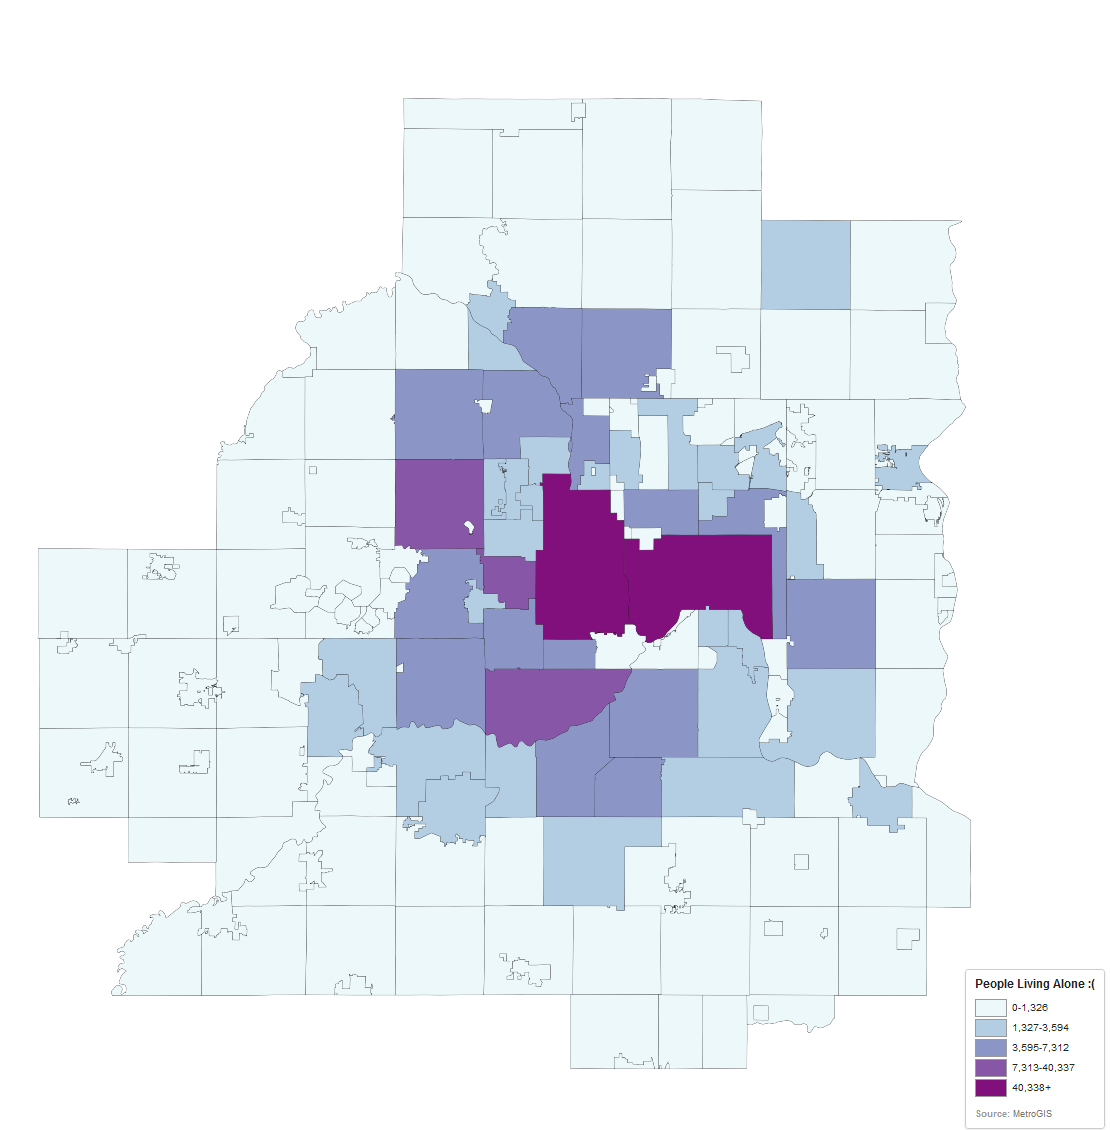 People Living Alone :(
0-1,326
1,327-3,594
3,595-7,312
7,313-40,337
40,338+
Source: MetroGIS